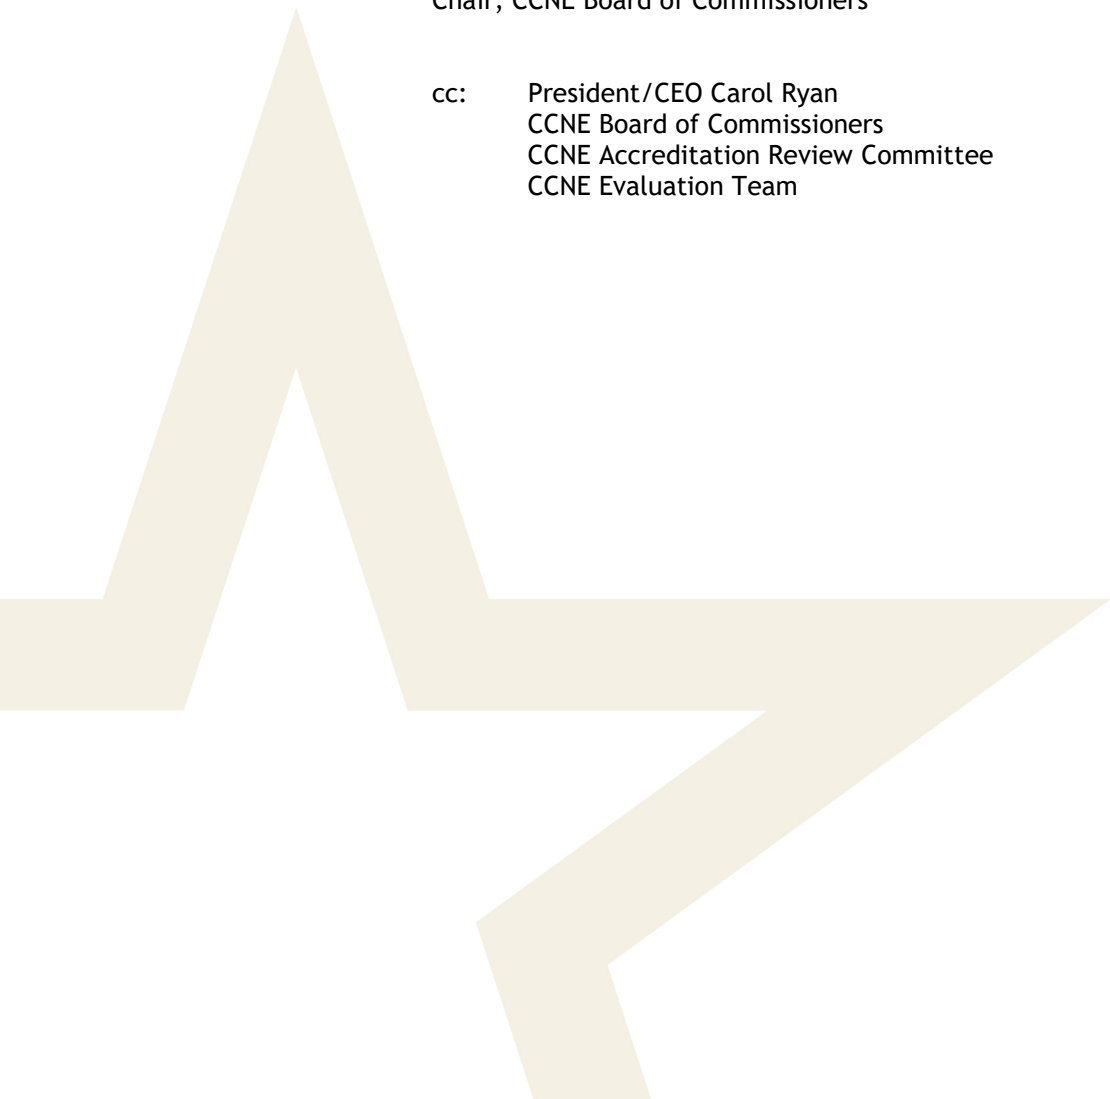 Chair, CCNE Board of Commissioners
cc: President/CEO Carol Ryan
CCNE Board of Commissioners
CCNE Accreditation Review Committee
CCNE Evaluation Team